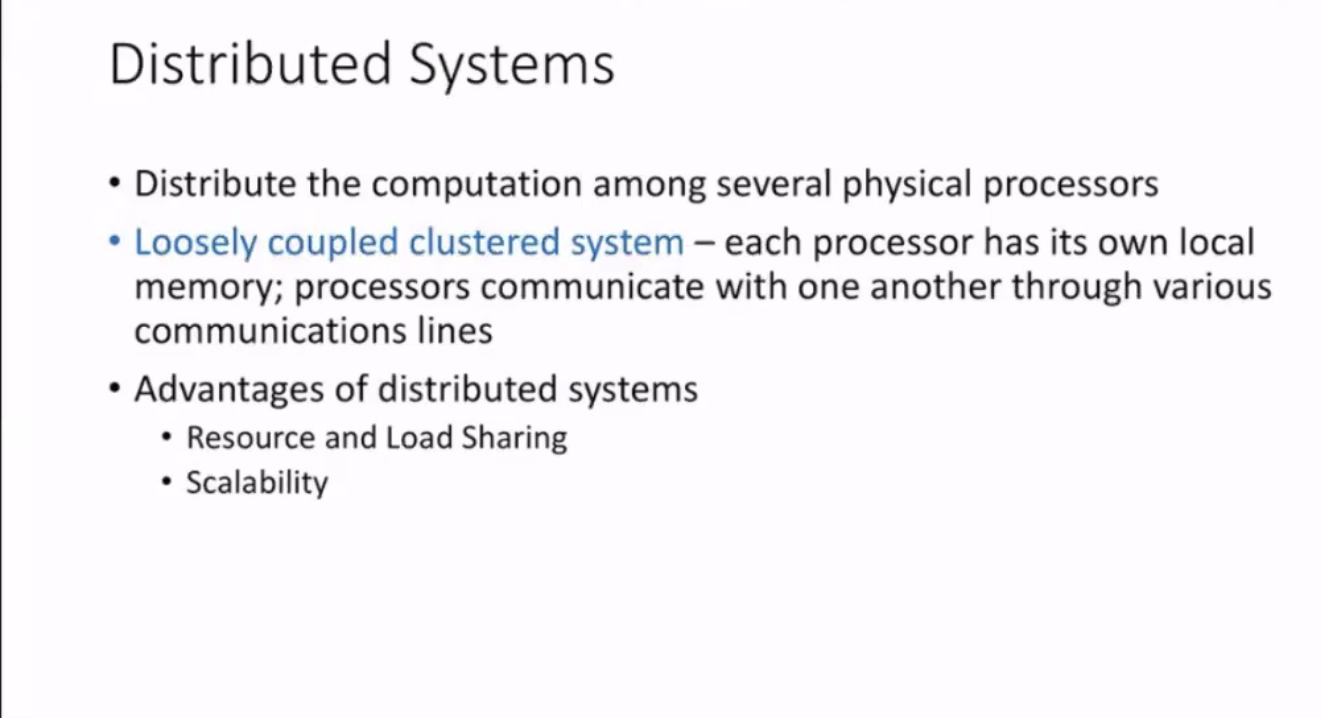 Distributed Systems
• Distribute the computation among several physical processors
• Loosely coupled clustered system – each processor has its own local
memory; processors communicate with one another through various
communications lines
• Advantages of distributed systems
• Resource and Load Sharing
• Scalability